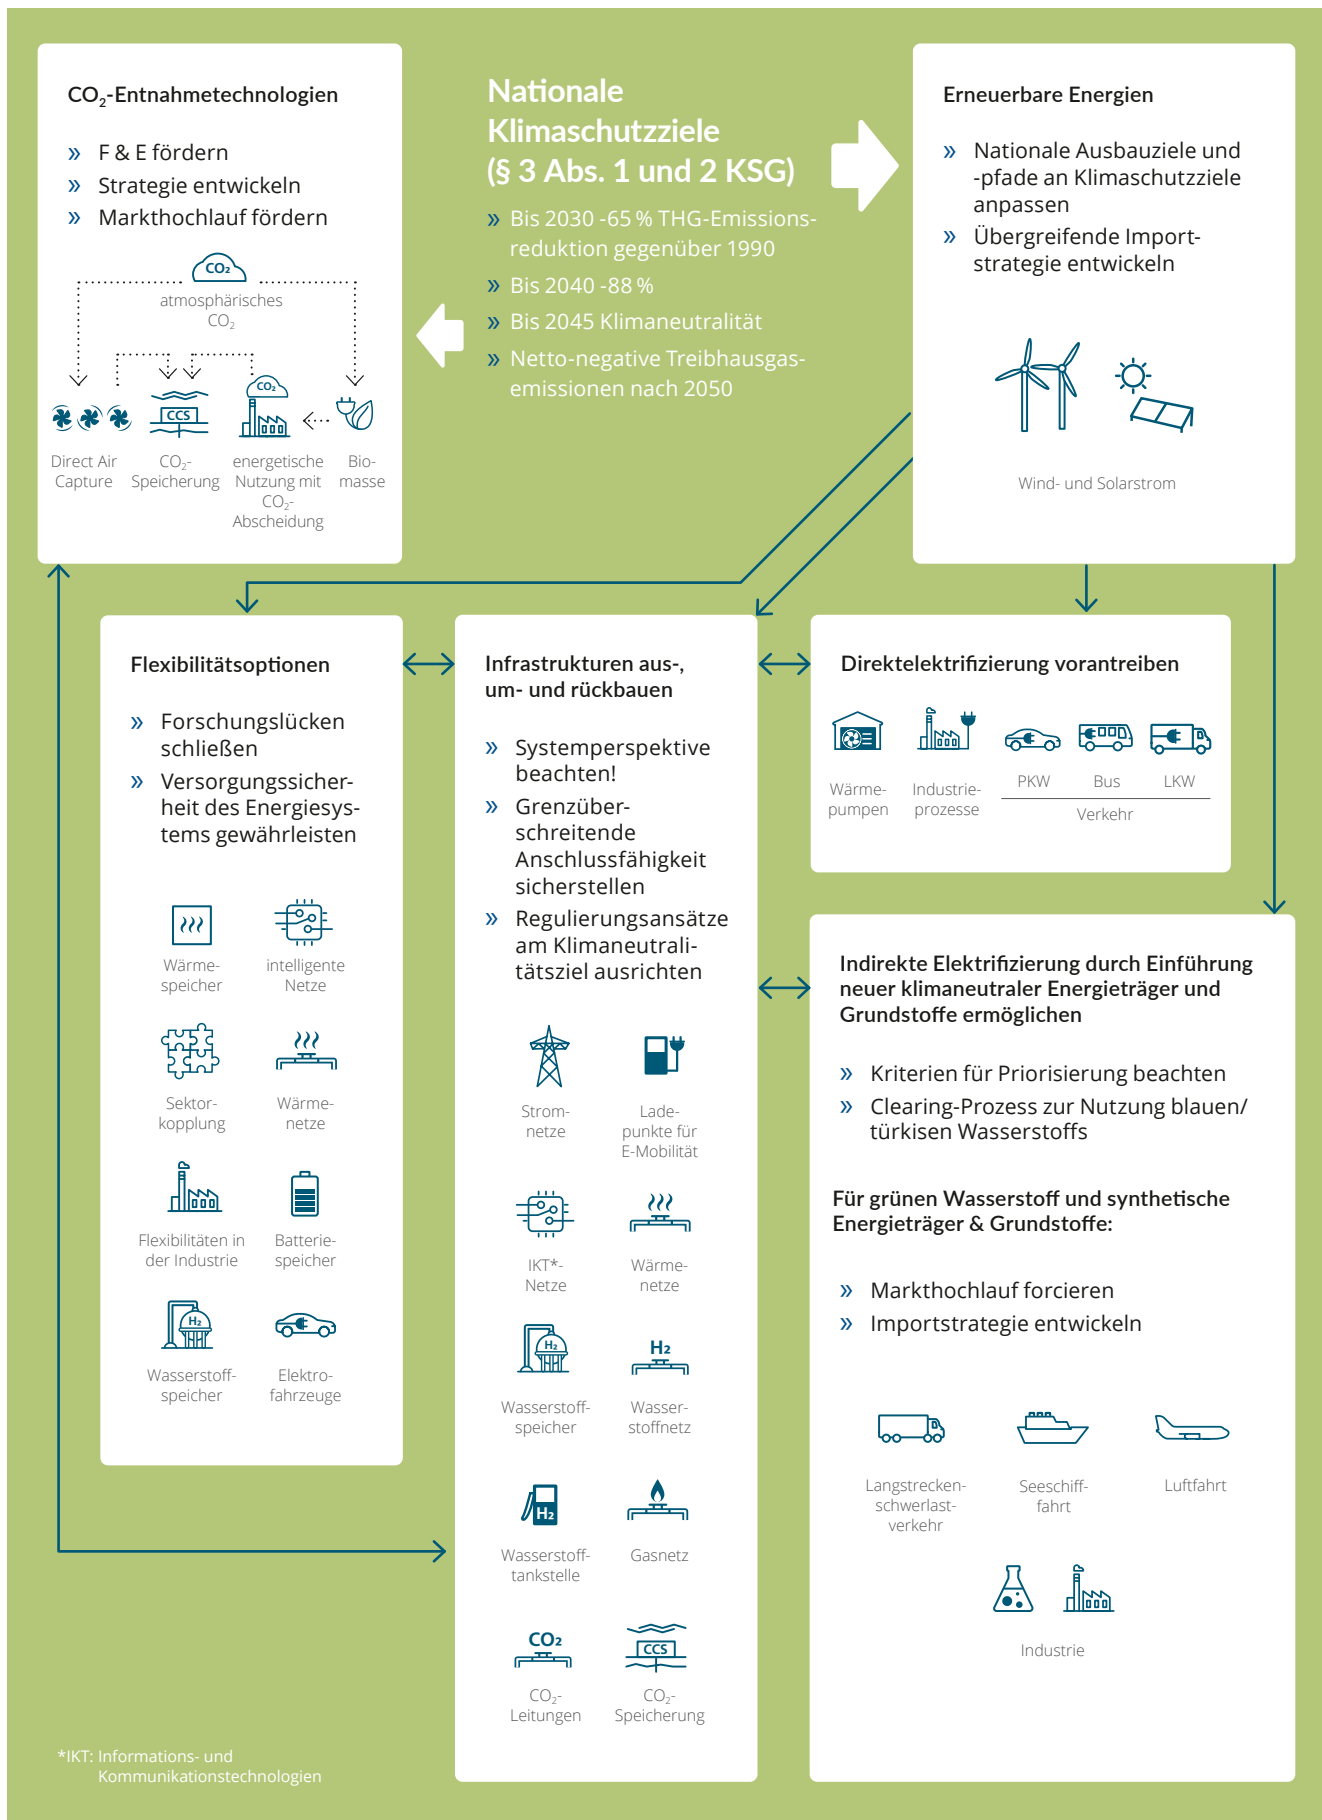 CO₂-Entnahmetechnologien
» F & E fördern
» Strategie entwickeln
» Markthochlauf fördern
CO₂
atmosphärisches
CO₂
CO₂
CCS
Direct Air
Capture
CO₂-
Speicherung
energetische
Nutzung mit
CO₂-
Abscheidung
Bio-
masse
Nationale
Klimaschutzziele
(§ 3 Abs. 1 und 2 KSG)
» Bis 2030 -65 % THG-Emissions-
reduktion gegenüber 1990
» Bis 2040 -88 %
» Bis 2045 Klimaneutralität
» Netto-negative Treibhausgas-
emissionen nach 2050
Erneuerbare Energien
» Nationale Ausbauziele und
-pfade an Klimaschutzziele
anpassen
» Übergreifende Import-
strategie entwickeln
Wind- und Solarstrom
Flexibilitätsoptionen
» Forschungslücken
schließen
» Versorgungssicher-
heit des Energiesys-
tems gewährleisten
Wärme-
speicher
intelligente
Netze
Sektor-
kopplung
Wärme-
netze
Flexibilitäten in
der Industrie
Batterie-
speicher
H₂
Wasserstoff-
speicher
Elektro-
fahrzeuge
Infrastrukturen aus-,
um- und rückbauen
» Systemperspektive
beachten!
» Grenzüber-
schreitende
Anschlussfähigkeit
sicherstellen
» Regulierungsansätze
am Klimaneutrali-
tätsziel ausrichten
Strom-
netze
Lade-
punkte für
E-Mobilität
IKT*-
Netze
Wärme-
netze
H₂
Wasserstoff-
speicher
H₂
Wasser-
stoffnetz
H₂
Wasserstoff-
tankstelle
Gasnetz
CO₂
CO₂-
Leitungen
CCS
CO₂-
Speicherung
Direktelektrifizierung vorantreiben
Wärme-
pumpen
Industrie-
prozesse
PKW
Bus
LKW
Verkehr
Indirekte Elektrifizierung durch Einführung
neuer klimaneutraler Energieträger und
Grundstoffe ermöglichen
» Kriterien für Priorisierung beachten
» Clearing-Prozess zur Nutzung blauen/
türkisen Wasserstoffs
Für grünen Wasserstoff und synthetische
Energieträger & Grundstoffe:
» Markthochlauf forcieren
» Importstrategie entwickeln
Langstrecken-
schwerlast-
verkehr
Seeschiff-
fahrt
Luftfahrt
Industrie
*IKT: Informations- und
Kommunikationstechnologien